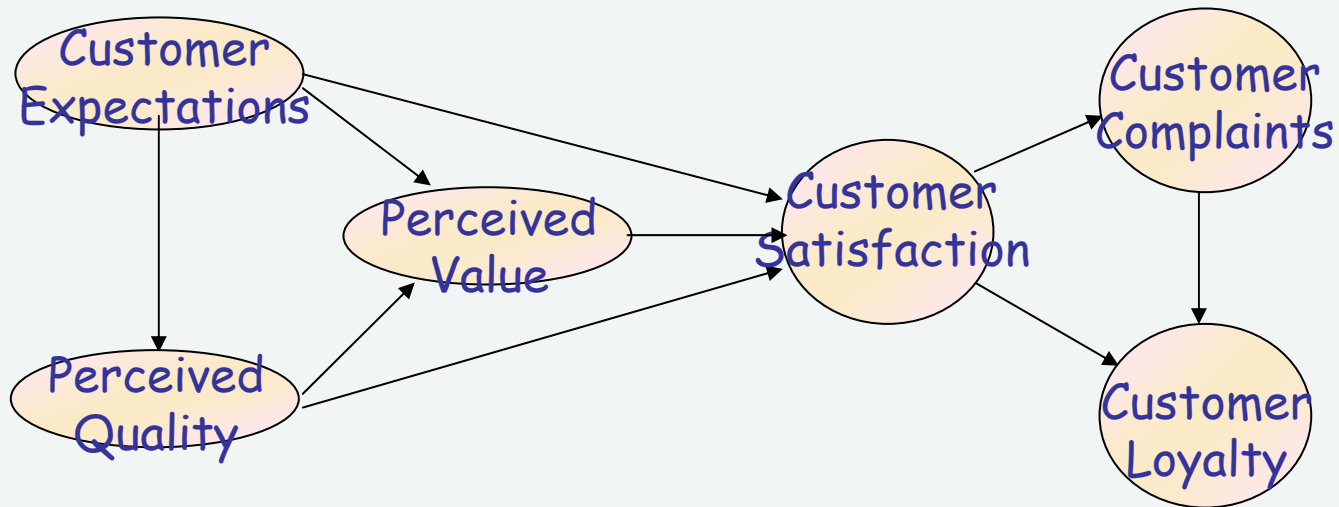 Customer
Expectations
Perceived
Value
Perceived
Quality
Customer
Satisfaction
Customer
Complaints
Customer
Loyalty